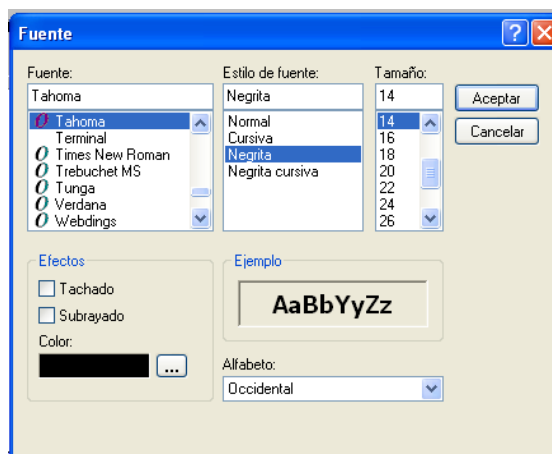 Fuente
Fuente:
Tahoma
Tahoma
Terminal
Times New Roman
Trebuchet MS
Tunga
Verdana
Webdings
Estilo de fuente:
Negrita
Normal
Cursiva
Negrita
Negrita cursiva
Tamaño:
14
14
16
18
20
22
24
26
Aceptar
Cancelar
Efectos
Tachado
Subrayado
Color:
...
Ejemplo
AaBbYyZz
Alfabeto:
Occidental